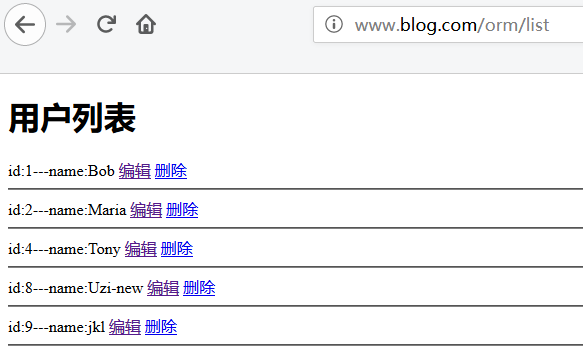 www.blog.com/orm/list
用户列表
id:1---name:Bob 编辑 删除
id:2---name:Maria 编辑 删除
id:4---name:Tony 编辑 删除
id:8---name:Uzi-new 编辑 删除
id:9---name:jkl 编辑 删除